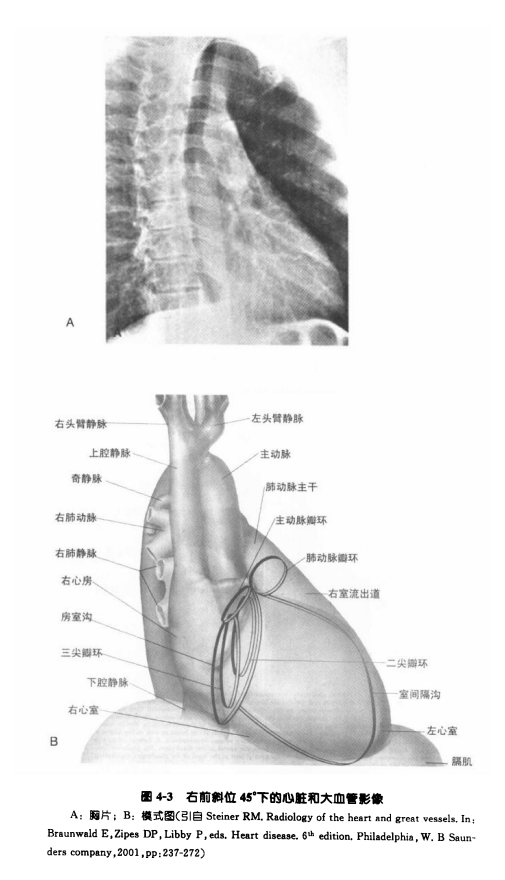 A
A
右头臂静脉
左头臂静脉
上腔静脉
主动脉
奇静脉
肺动脉主干
右肺动脉
主动脉瓣环
右肺静脉
肺动脉瓣环
右心房
右室流出道
房室沟
三尖瓣环
二尖瓣环
下腔静脉
室间隔沟
右心室
左心室
B
膈肌
图 4-3 右前斜位 45°下的心脏和大血管影像
A: 胸片; B: 模式图(引自 Steiner RM. Radiology of the heart and great vessels. In:
Braunwald E,Zipes DP,Libby P,eds. Heart disease. 6th edition. Philadelphia,W. B Saun-
ders company,2001,pp:237-272)